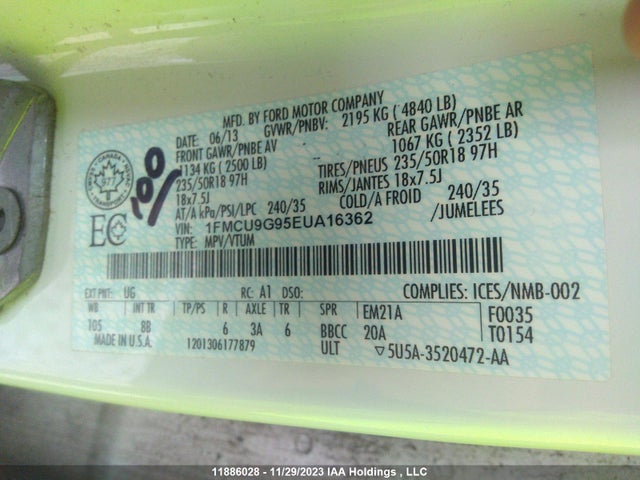 MFD. BY FORD MOTOR COMPANY
DATE: 06/13 GVWR/PNBV: 2195 KG ( 4840 LB)
FRONT GAWR/PNBE AV REAR GAWR/PNBE AR
1134 KG ( 2500 LB) 1067 KG ( 2352 LB)
235/50R18 97H TIRES/PNEUS 235/50R18 97H
18x7.5J RIMS/JANTES 18x7.5J
AT/A kPa/PSI/LPC 240/35 COLD/A FROID 240/35
VIN: 1FMCU9G95EUA16362 /JUMELEES
TYPE: MPV/VTUM
CANADA
977
TRANSPORT
EC
EXT PNT: UG RC: A1 DSO: COMPLIES: ICES/NMB-002
WB INT TR TP/PS R AXLE TR SPR EM21A F0035
105 8B 6 3A 6 BBCC 20A T0154
MADE IN U.S.A. 1201306177879 ULT ▽5U5A-3520472-AA
11886028 - 11/29/2023 IAA Holdings , LLC